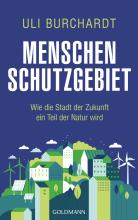 ULI BURCHARDT
MENSCHEN
SCHUTZGEBIET
Wie die Stadt der Zukunft
ein Teil der Natur wird
GOLDMANN